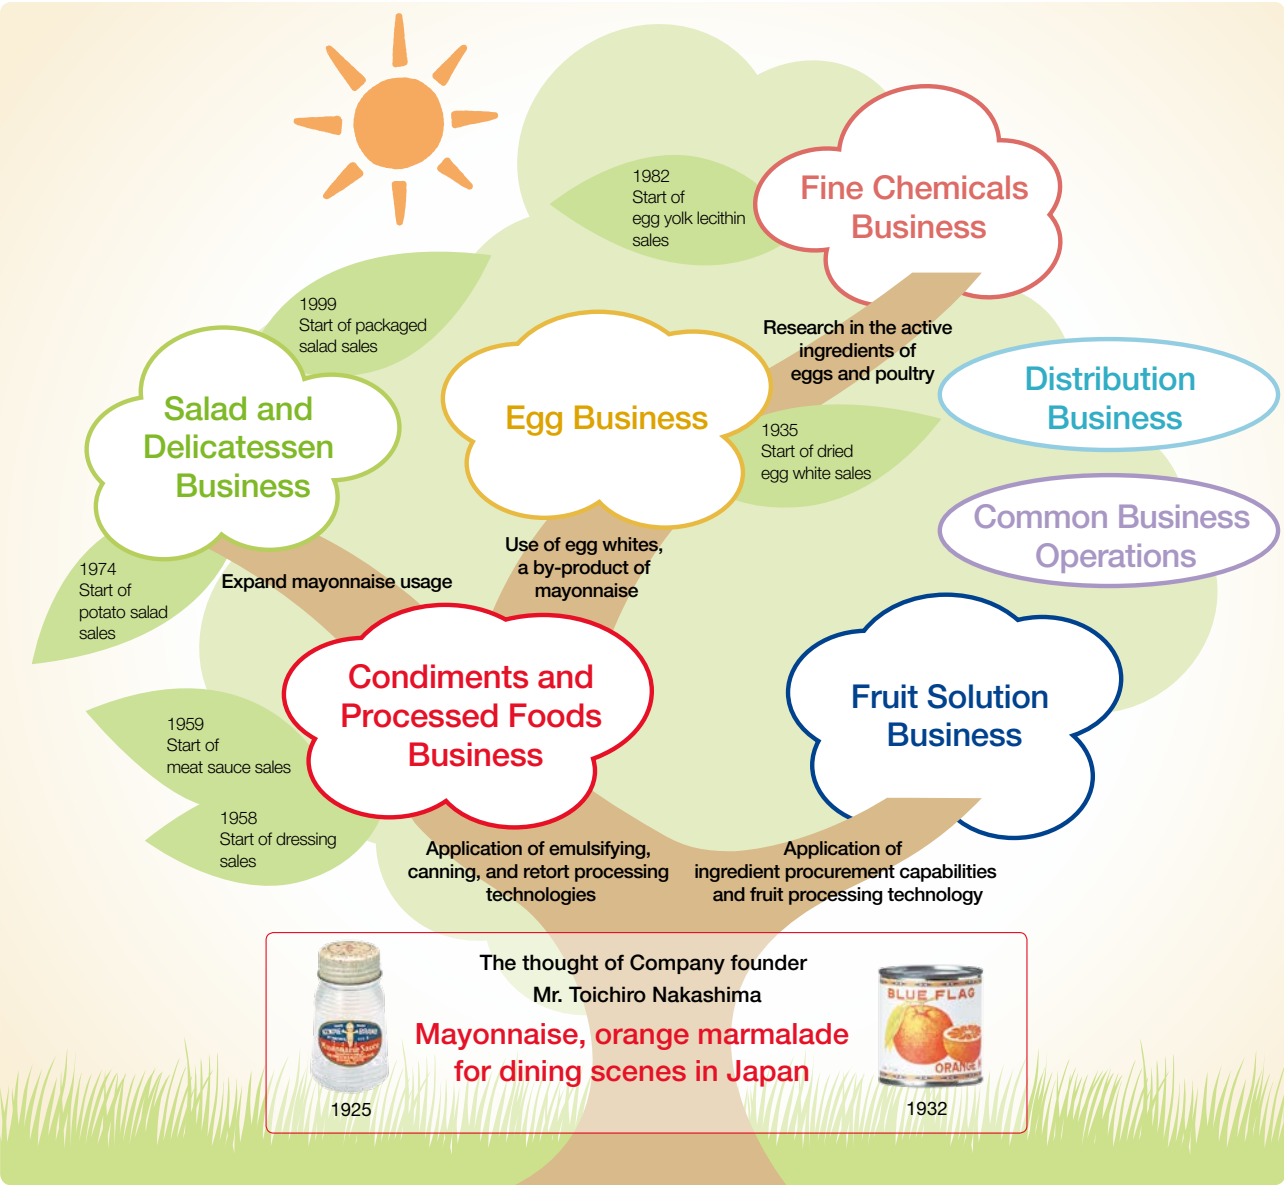 1982
Start of
egg yolk lecithin
sales
Fine Chemicals
Business
1999
Start of packaged
salad sales
Research in the active
ingredients of
eggs and poultry
Salad and
Delicatessen
Business
Egg Business
Distribution
Business
1935
Start of dried
egg white sales
Common Business
Operations
1974
Start of
potato salad
sales
Expand mayonnaise usage
Use of egg whites,
a by-product of
mayonnaise
Condiments and
Processed Foods
Business
Fruit Solution
Business
1959
Start of
meat sauce sales
1958
Start of dressing
sales
Application of emulsifying,
canning, and retort processing
technologies
Application of
ingredient procurement capabilities
and fruit processing technology
The thought of Company founder
Mr. Toichiro Nakashima
Mayonnaise, orange marmalade
for dining scenes in Japan
1925
BLUE FLAG
1932